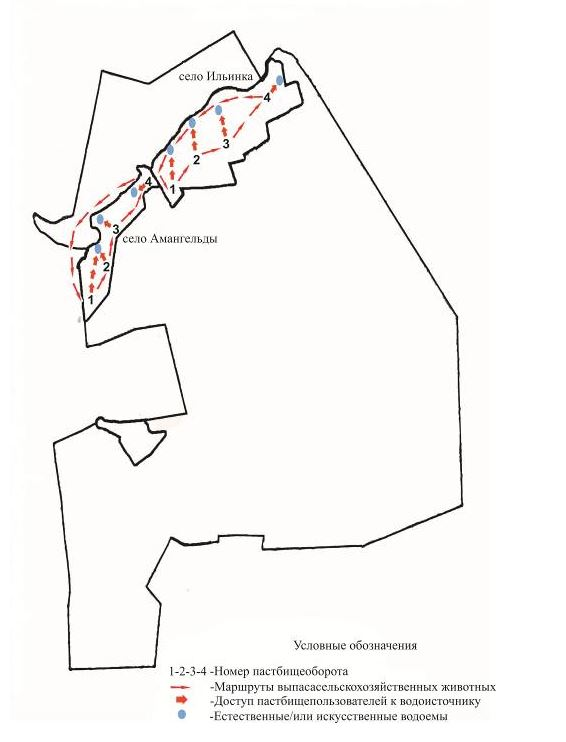 село Ильинка
4
3
2
1
4
3
село Амангельды
2
1
Условные обозначения
1-2-3-4 -Номер пастбищеоборота
-Маршруты выпасасельскохозяйственных животных
-Доступ пастбищепользователей к водоисточнику
-Естественные/или искусственные водоемы